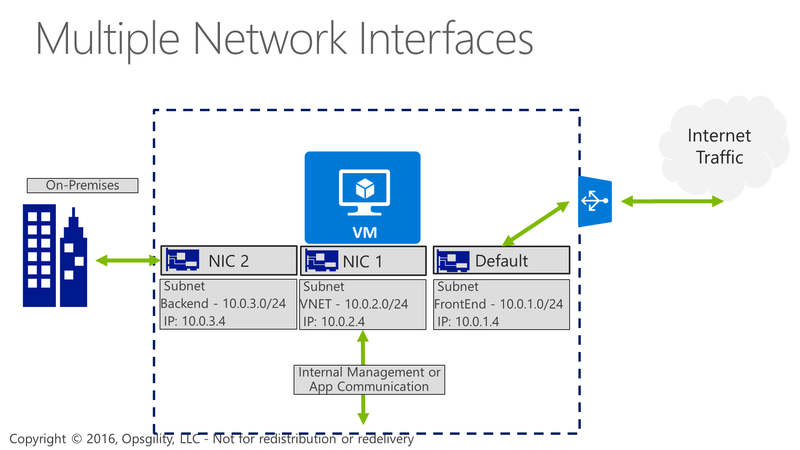 Multiple Network Interfaces
Internet
Traffic
On-Premises
VM
NIC 2
NIC 1
Default
Subnet
Backend - 10.0.3.0/24
IP: 10.0.3.4
Subnet
VNET - 10.0.2.0/24
IP: 10.0.2.4
Subnet
FrontEnd - 10.0.1.0/24
IP: 10.0.1.4
Internal Management or
App Communication
Copyright © 2016, Opsgility, LLC - Not for redistribution or redelivery